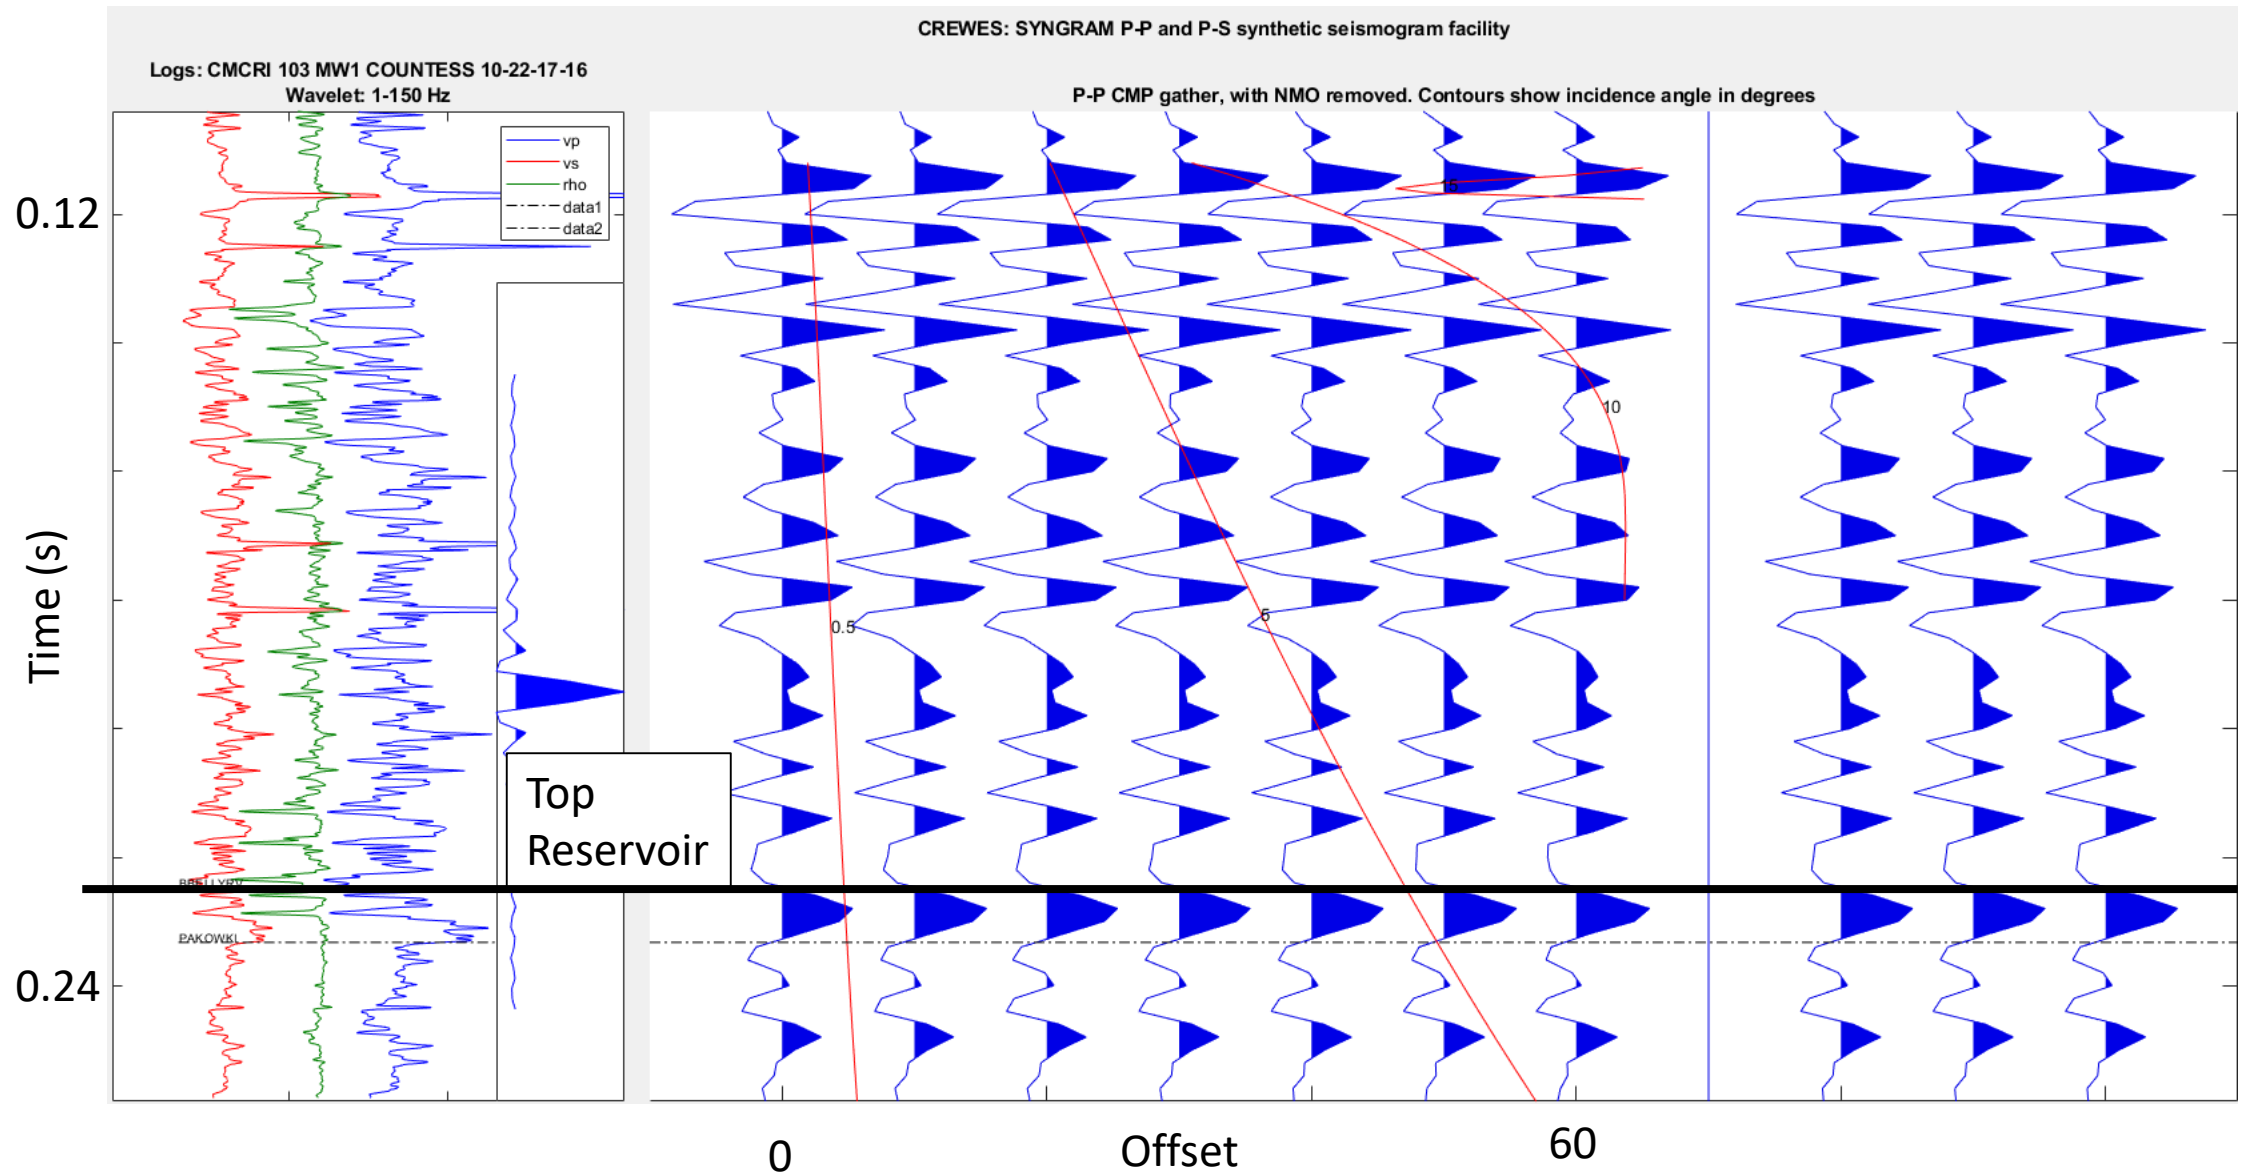 CREWES: SYNGRAM P-P and P-S synthetic seismogram facility
Logs: CMCRI 103 MW1 COUNTESS 10-22-17-16
Wavelet: 1-150 Hz
P-P CMP gather, with NMO removed. Contours show incidence angle in degrees
vp
vs
rho
data1
data2
0.12
15
10
Time (s)
0.5
5
Top
Reservoir
PAKOWKI
0.24
0
Offset
60